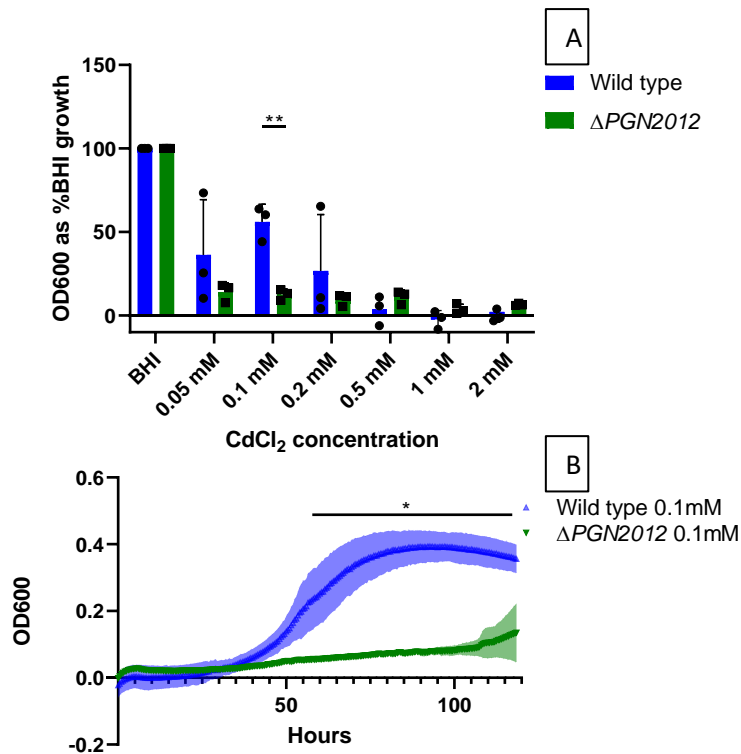 A
Wild type
ΔPGN2012
150
100
50
0
OD600 as %BHI growth
**
BHI
0.05 mM
0.1 mM
0.2 mM
0.5 mM
1 mM
2 mM
CdCl₂ concentration
B
Wild type 0.1mM
ΔPGN2012 0.1mM
0.6
0.4
0.2
0.0
-0.2
OD600
*
50
100
Hours